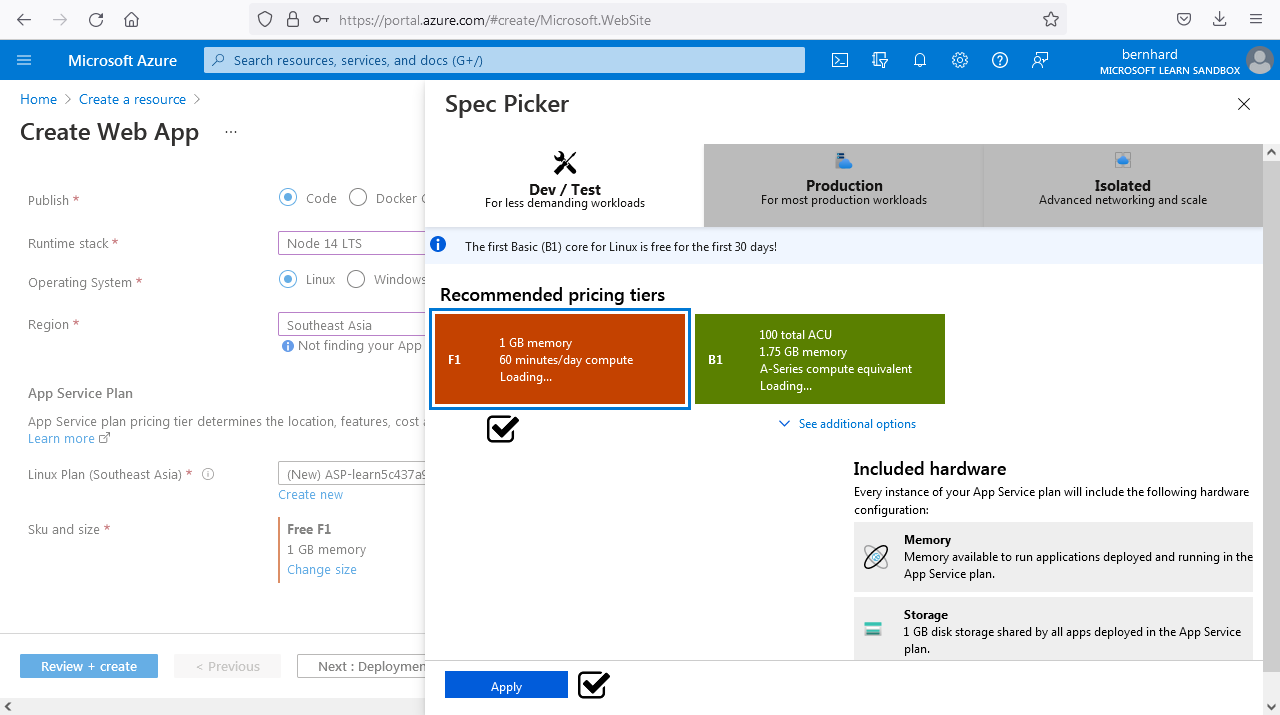 https://portal.azure.com/#create/Microsoft.WebSite
Microsoft Azure
Search resources, services, and docs (G+/)
bernhard
MICROSOFT LEARN SANDBOX
Home
Create a resource
Create Web App
...
Publish *
Code
Docker C
Runtime stack *
Node 14 LTS
Operating System *
Linux
Windows
Region *
Southeast Asia
Not finding your App
App Service Plan
App Service plan pricing tier determines the location, features, cost a
Learn more
Linux Plan (Southeast Asia) *
(New) ASP-learn5c437a9
Create new
Sku and size *
Free F1
1 GB memory
Change size
Review + create
< Previous
Next : Deploymen
Spec Picker
Dev / Test
For less demanding workloads
Production
For most production workloads
Isolated
Advanced networking and scale
The first Basic (B1) core for Linux is free for the first 30 days!
Recommended pricing tiers
F1
1 GB memory
60 minutes/day compute
Loading...
B1
100 total ACU
1.75 GB memory
A-Series compute equivalent
Loading...
See additional options
Included hardware
Every instance of your App Service plan will include the following hardware
configuration:
Memory
Memory available to run applications deployed and running in the
App Service plan.
Storage
1 GB disk storage shared by all apps deployed in the App Service
plan.
Apply